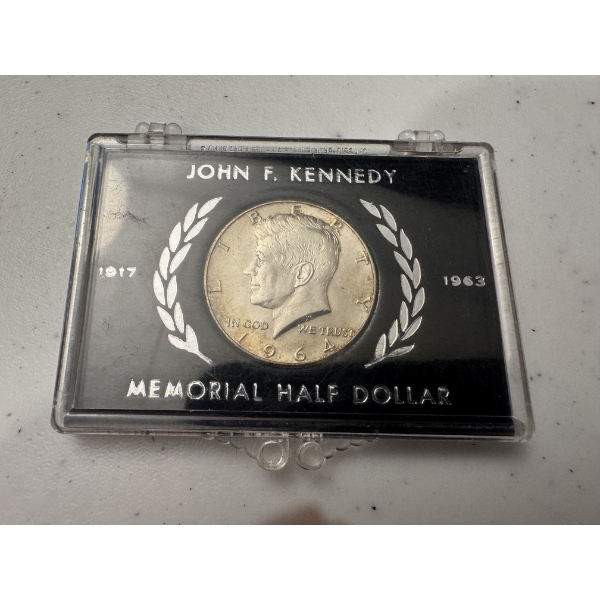 JOHN F. KENNEDY
LIBERTY
1917
1963
IN GOD WE TRUST
1964
MEMORIAL HALF DOLLAR